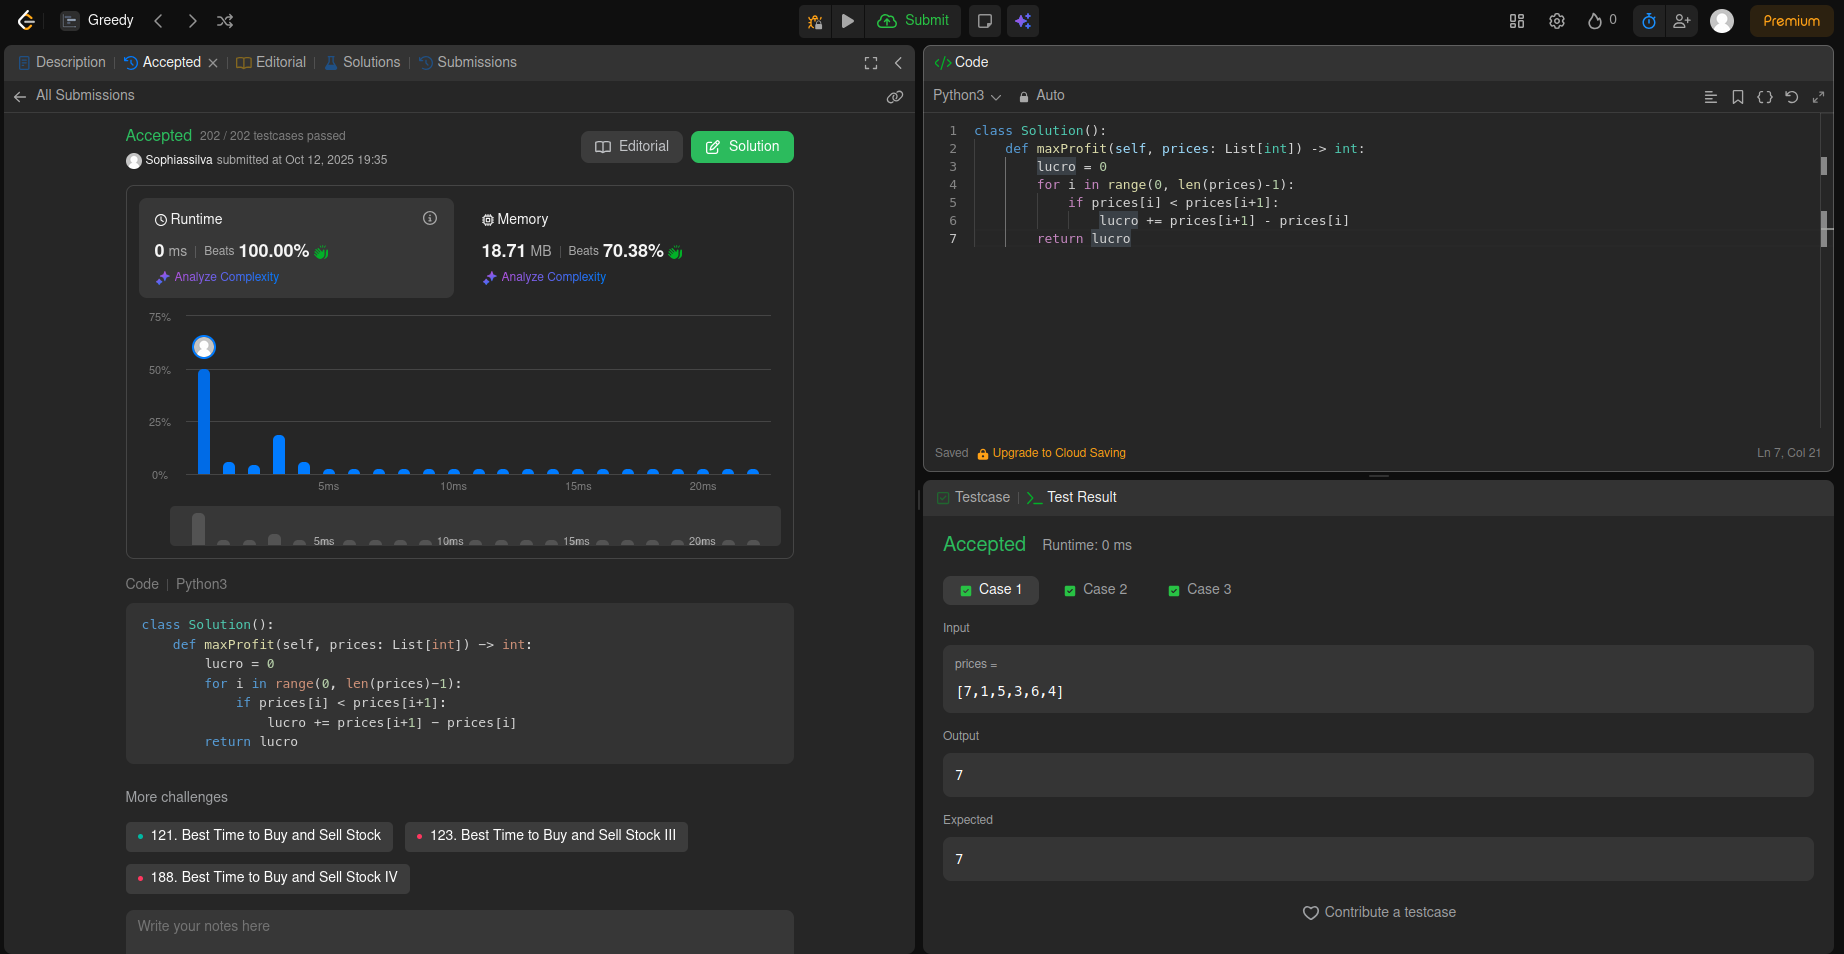 Greedy
Submit
0
Premium
Description
Accepted
Editorial
Solutions
Submissions
All Submissions
Accepted 202 / 202 testcases passed
Sophiassilva submitted at Oct 12, 2025 19:35
Editorial
Solution
Runtime
0 ms Beats 100.00%
Analyze Complexity
Memory
18.71 MB Beats 70.38%
Analyze Complexity
75%
50%
25%
0%
5ms 10ms 15ms 20ms
5ms 10ms 15ms 20ms
Code Python3
class Solution():
    def maxProfit(self, prices: List[int]) -> int:
        lucro = 0
        for i in range(0, len(prices)-1):
            if prices[i] < prices[i+1]:
                lucro += prices[i+1] - prices[i]
        return lucro
More challenges
121. Best Time to Buy and Sell Stock
123. Best Time to Buy and Sell Stock III
188. Best Time to Buy and Sell Stock IV
Write your notes here
</> Code
Python3 Auto
1 class Solution():
2     def maxProfit(self, prices: List[int]) -> int:
3         lucro = 0
4         for i in range(0, len(prices)-1):
5             if prices[i] < prices[i+1]:
6                 lucro += prices[i+1] - prices[i]
7         return lucro
Saved Upgrade to Cloud Saving
Ln 7, Col 21
Testcase
Test Result
Accepted Runtime: 0 ms
Case 1 Case 2 Case 3
Input
prices =
[7,1,5,3,6,4]
Output
7
Expected
7
Contribute a testcase